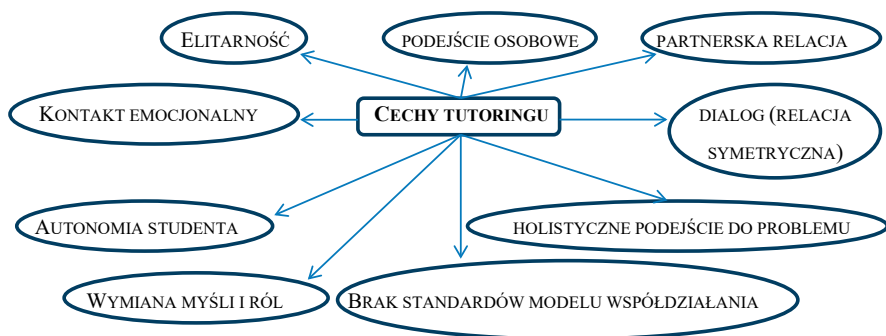 Elitarność
podejście osobowe
partnerska relacja
Kontakt emocjonalny
Cechy tutoringu
dialog (relacja
symetryczna)
Autonomia studenta
holistyczne podejście do problemu
Wymiana myśli i ról
Brak standardów modelu współdziałania